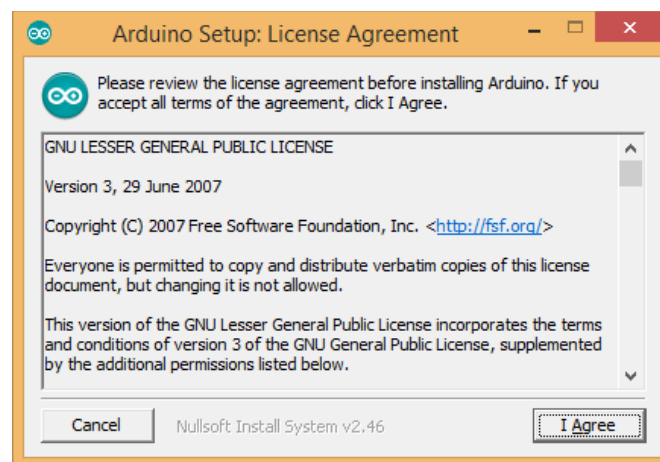 Arduino Setup: License Agreement
Please review the license agreement before installing Arduino. If you
accept all terms of the agreement, click I Agree.
GNU LESSER GENERAL PUBLIC LICENSE
Version 3, 29 June 2007
Copyright (C) 2007 Free Software Foundation, Inc. <http://fsf.org/>
Everyone is permitted to copy and distribute verbatim copies of this license
document, but changing it is not allowed.
This version of the GNU Lesser General Public License incorporates the terms
and conditions of version 3 of the GNU General Public License, supplemented
by the additional permissions listed below.
Cancel
Nullsoft Install System v2.46
I Agree